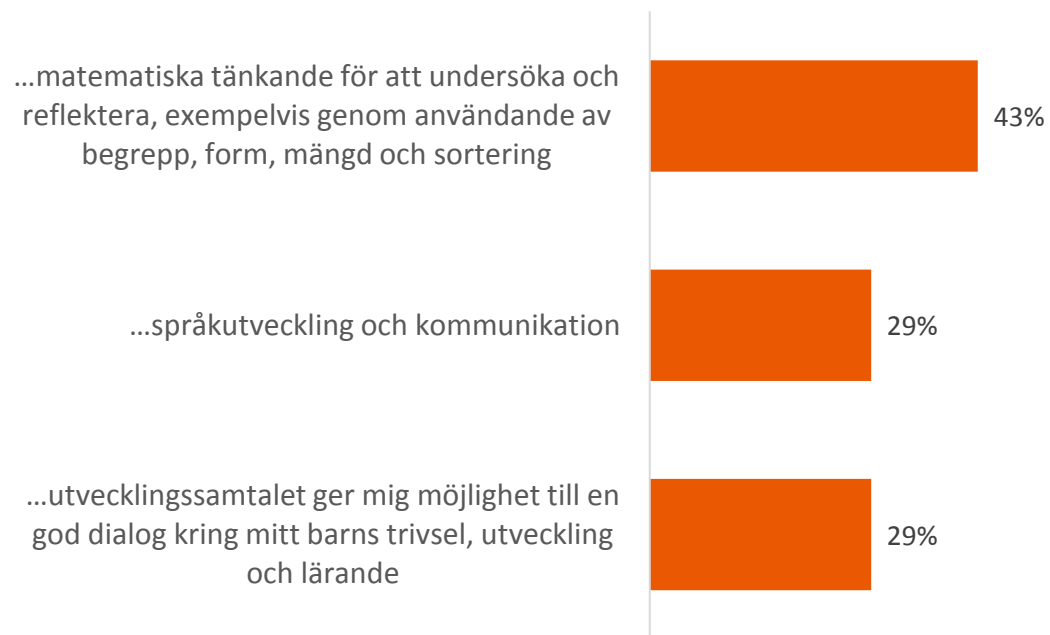 ...matematiska tänkande för att undersöka och
reflektera, exempelvis genom användande av
begrepp, form, mängd och sortering
43%
...språkutveckling och kommunikation
29%
...utvecklingssamtalet ger mig möjlighet till en
god dialog kring mitt barns trivsel, utveckling
och lärande
29%